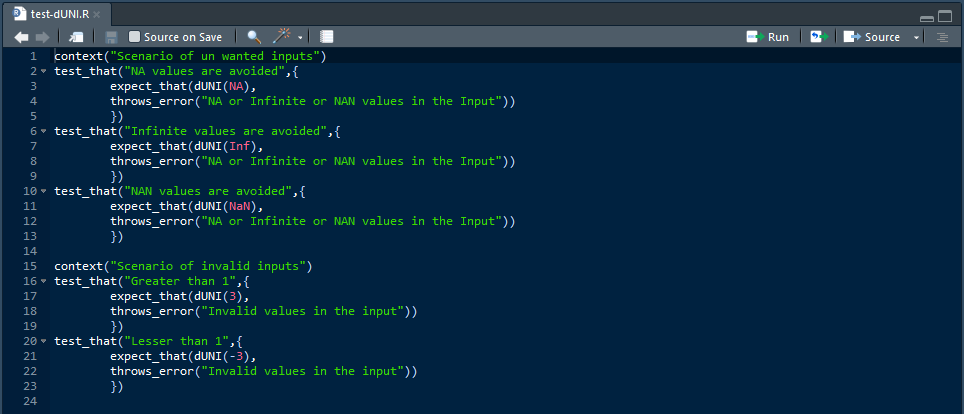 test-dUNI.R
Source on Save
Run
Source
1 context("Scenario of un wanted inputs")
2 test_that("NA values are avoided",{
3 expect_that(dUNI(NA),
4 throws_error("NA or Infinite or NAN values in the Input"))
5 })
6 test_that("Infinite values are avoided",{
7 expect_that(dUNI(Inf),
8 throws_error("NA or Infinite or NAN values in the Input"))
9 })
10 test_that("NAN values are avoided",{
11 expect_that(dUNI(NaN),
12 throws_error("NA or Infinite or NAN values in the Input"))
13 })
14
15 context("Scenario of invalid inputs")
16 test_that("Greater than 1",{
17 expect_that(dUNI(3),
18 throws_error("Invalid values in the input"))
19 })
20 test_that("Lesser than 1",{
21 expect_that(dUNI(-3),
22 throws_error("Invalid values in the input"))
23 })
24